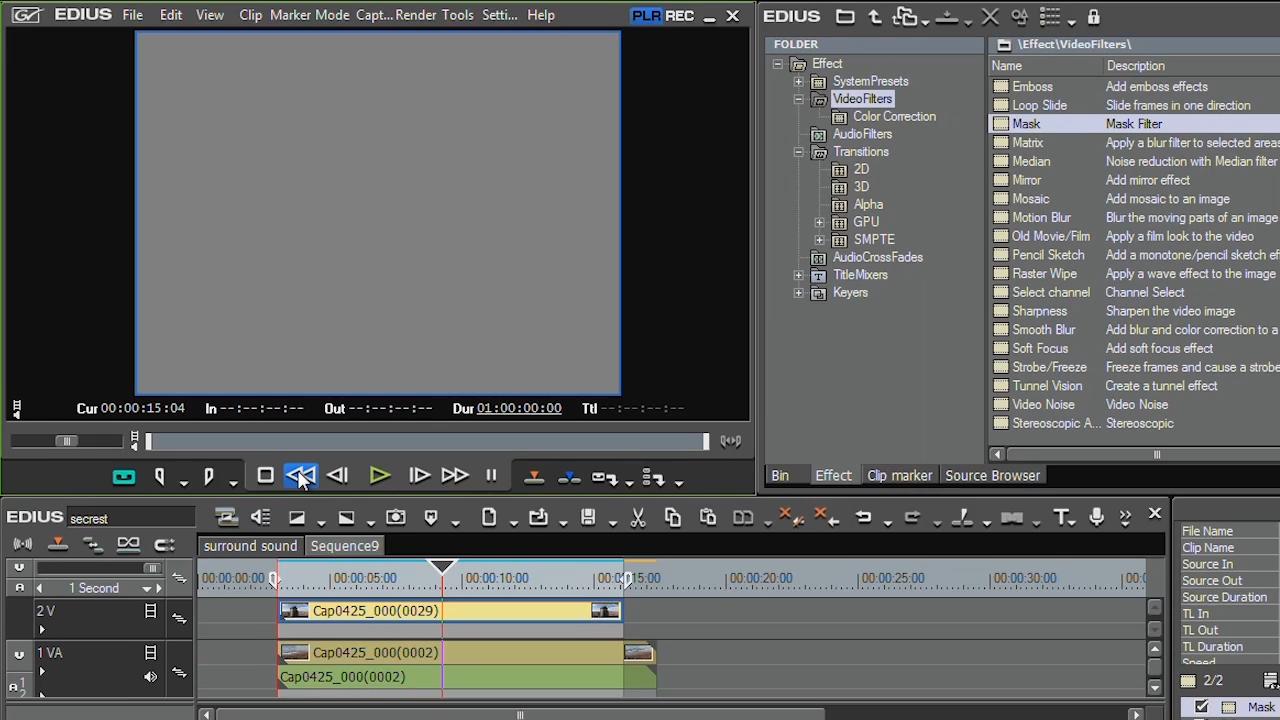 EDIUS File Edit View Clip Marker Mode Capt... Render Tools Setti... Help PLR REC
Cur 00:00:15:04 In --:--:--:-- Out --:--:--:-- Dur 01:00:00:00 Ttl --:--:--:--
EDIUS
FOLDER
Effect
SystemPresets
VideoFilters
Color Correction
AudioFilters
Transitions
2D
3D
Alpha
GPU
SMPTE
AudioCrossFades
TitleMixers
Keyers
\Effect\VideoFilters\
Name Description
Emboss Add emboss effects
Loop Slide Slide frames in one direction
Mask Mask Filter
Matrix Apply a blur filter to selected areas
Median Noise reduction with Median filter
Mirror Add mirror effect
Mosaic Add mosaic to an image
Motion Blur Blur the moving parts of an image
Old Movie/Film Apply a film look to the video
Pencil Sketch Add a monotone/pencil sketch ef
Raster Wipe Apply a wave effect to the image
Select channel Channel Select
Sharpness Sharpen the video image
Smooth Blur Add blur and color correction to a
Soft Focus Add soft focus effect
Strobe/Freeze Freeze frames and cause a strobe
Tunnel Vision Create a tunnel effect
Video Noise Video Noise
Stereoscopic A... Stereoscopic
Bin Effect Clip marker Source Browser
EDIUS secrest
surround sound Sequence9
1 Second
00:00:00:00 00:00:05:00 00:00:10:00 00:00:15:00 00:00:20:00 00:00:25:00 00:00:30:00 00:0
2 V Cap0425_000(0029)
1 VA Cap0425_000(0002)
Cap0425_000(0002)
A 1 2
File Name
Clip Name
Source In
Source Out
Source Duration
TL In
TL Out
TL Duration
Speed
2/2
Mask